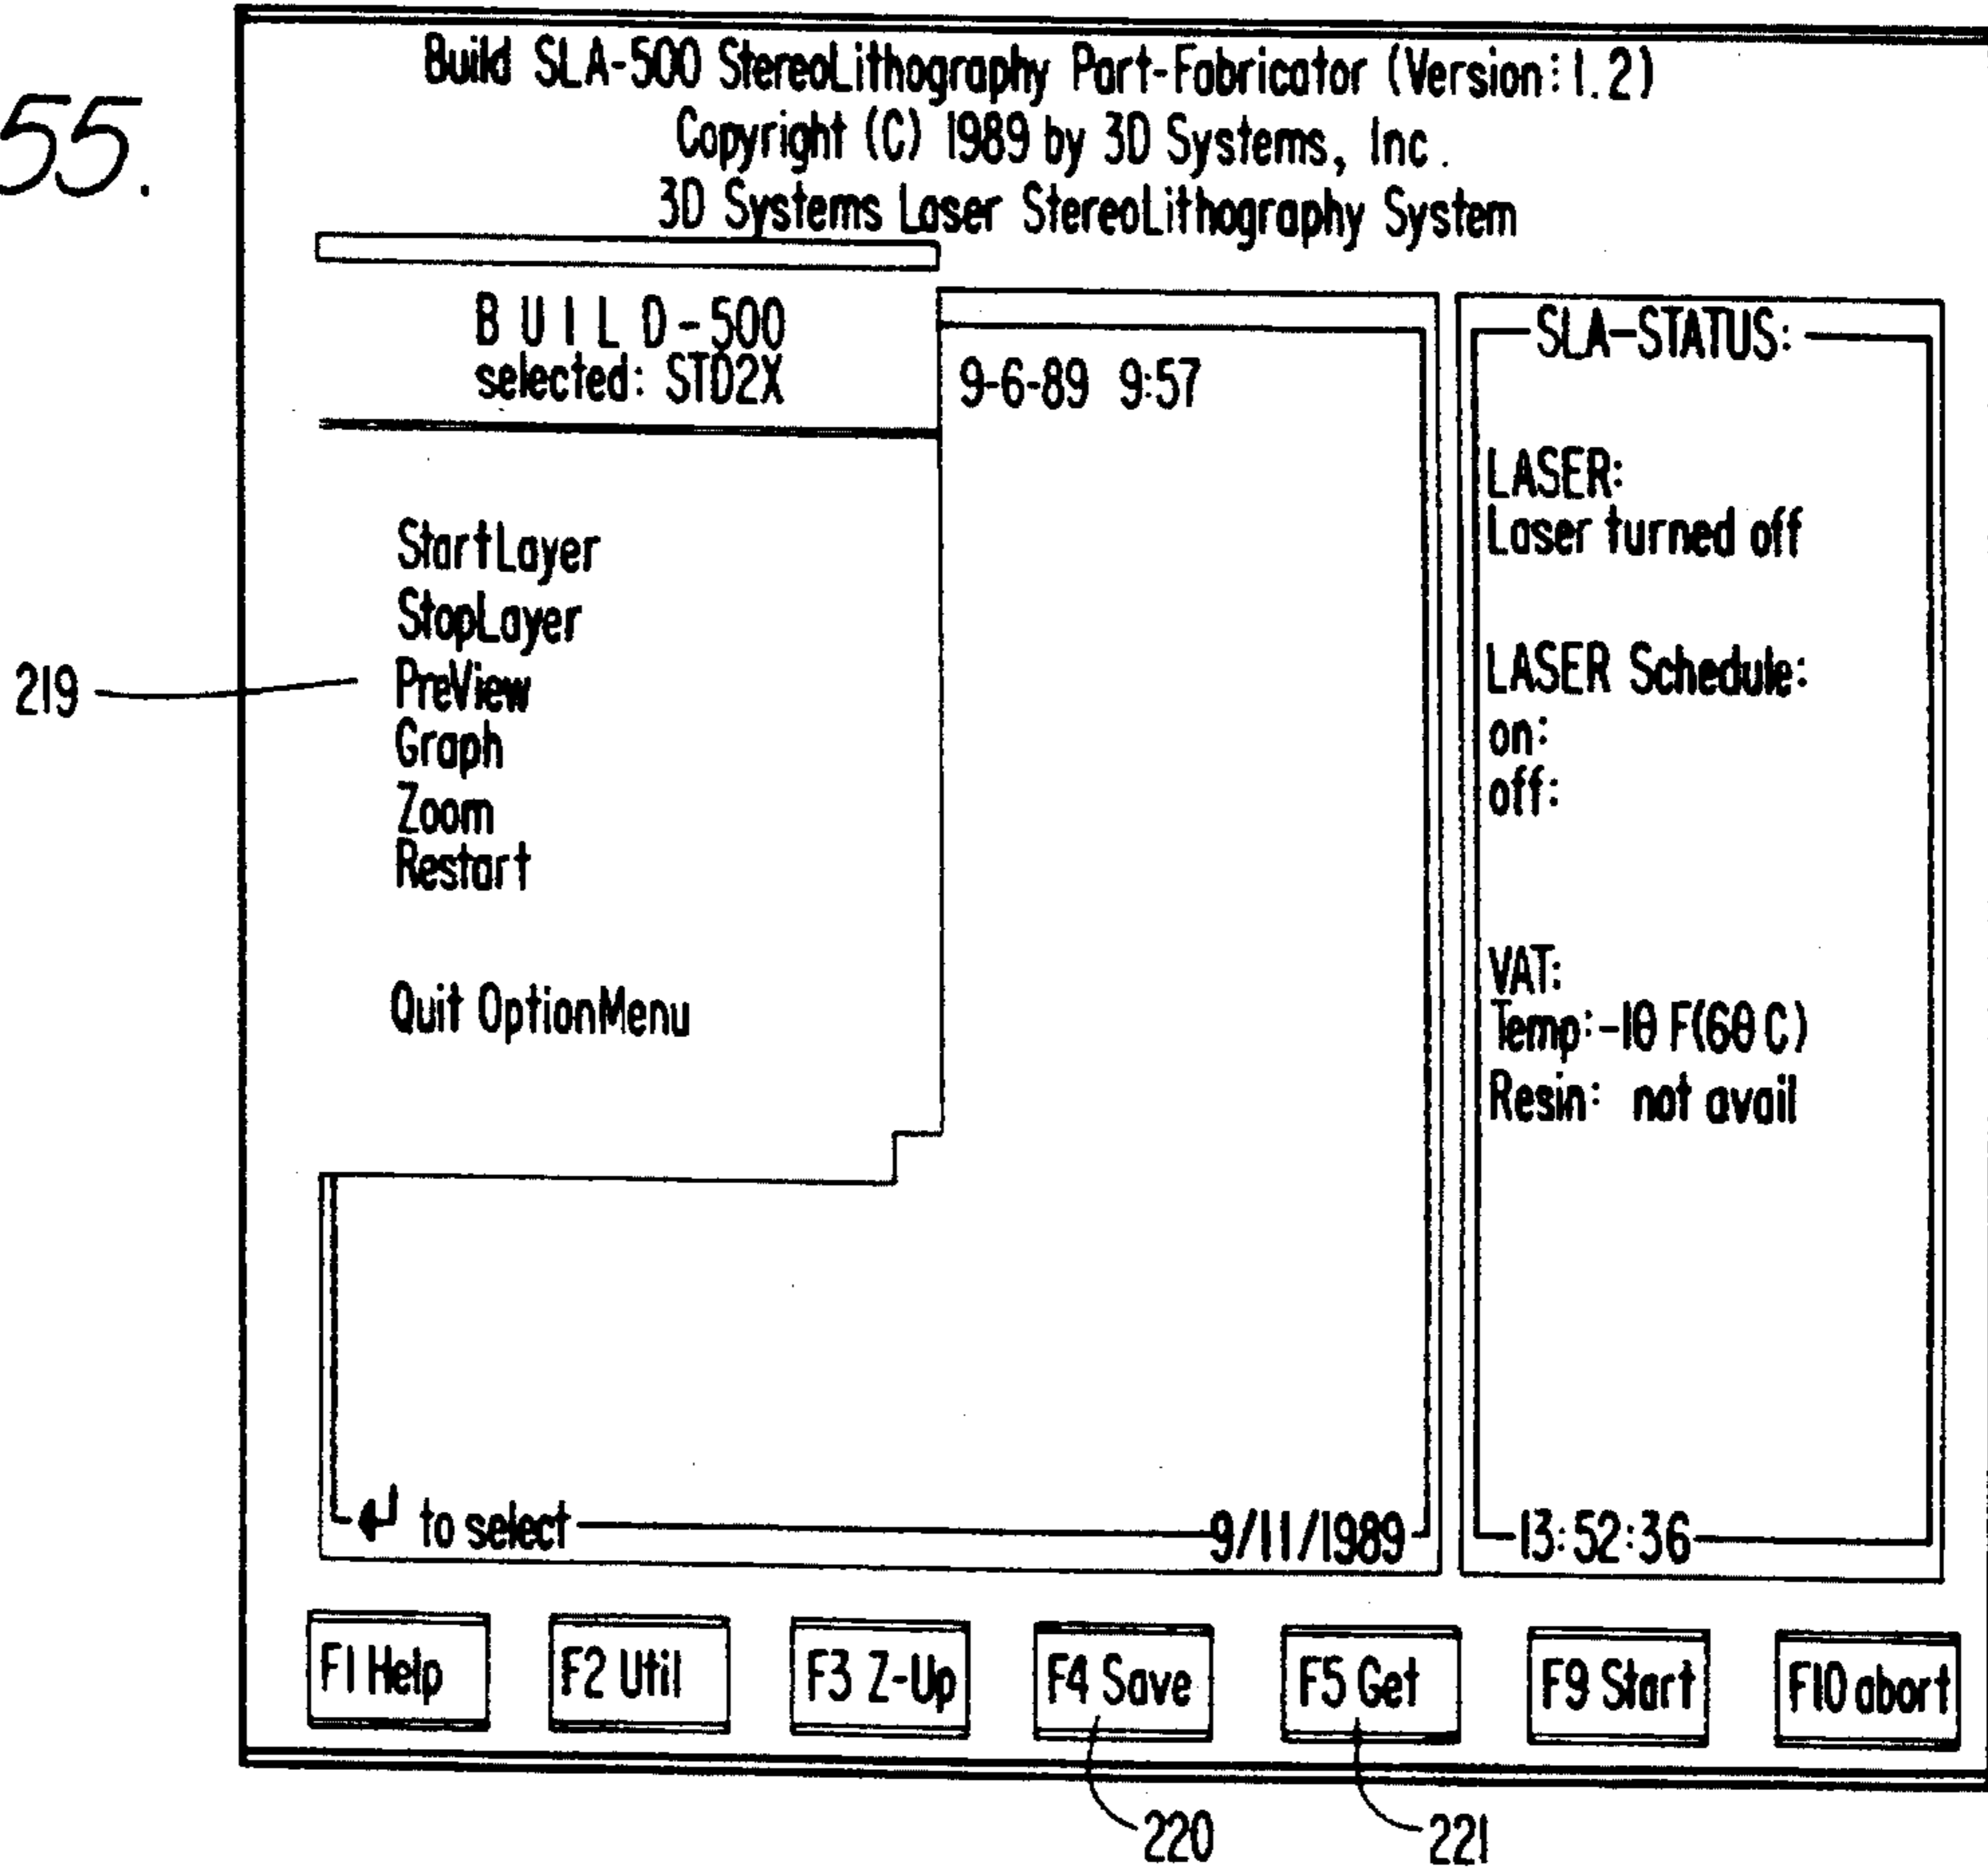 55.
Build SLA-500 StereoLithography Part-Fabricator (Version: 1.2)
Copyright (C) 1989 by 3D Systems, Inc.
3D Systems Laser StereoLithography System
B U I L D - 500
selected: STD2X
9-6-89 9:57
StartLayer
StopLayer
PreView
Graph
Zoom
Restart
Quit OptionMenu
219
↵ to select
9/11/1989
SLA-STATUS:
LASER:
Laser turned off
LASER Schedule:
on:
off:
VAT:
Temp: -10 F(60 C)
Resin: not avail
13:52:36
F1 Help
F2 Util
F3 Z-Up
F4 Save
F5 Get
F9 Start
F10 abort
220
221